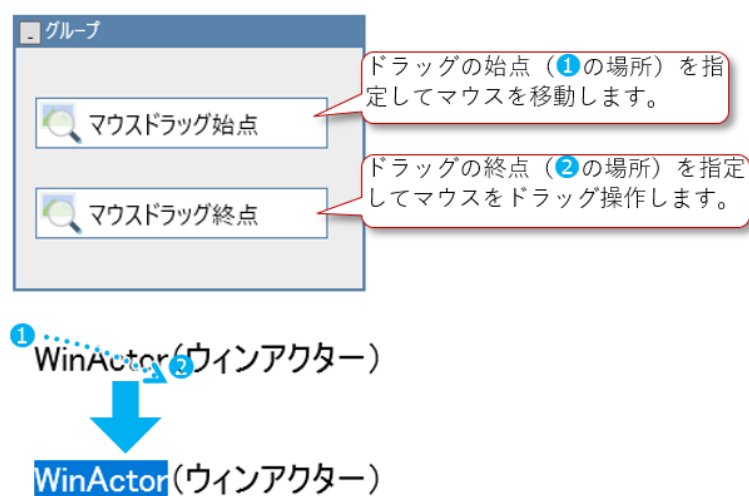 グループ
ドラッグの始点（❶の場所）を指
定してマウスを移動します。
マウスドラッグ始点
ドラッグの終点（❷の場所）を指定
してマウスをドラッグ操作します。
マウスドラッグ終点
❶
WinActor(ウィンアクター)
❷
WinActor(ウィンアクター)